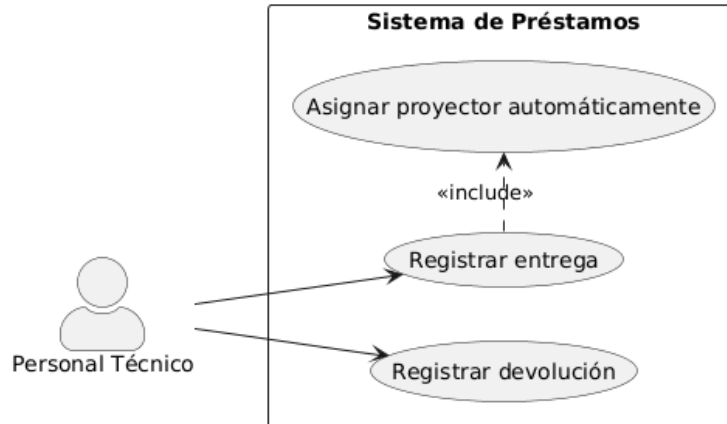 Sistema de Préstamos
Asignar proyector automáticamente
«include»
Registrar entrega
Personal Técnico
Registrar devolución